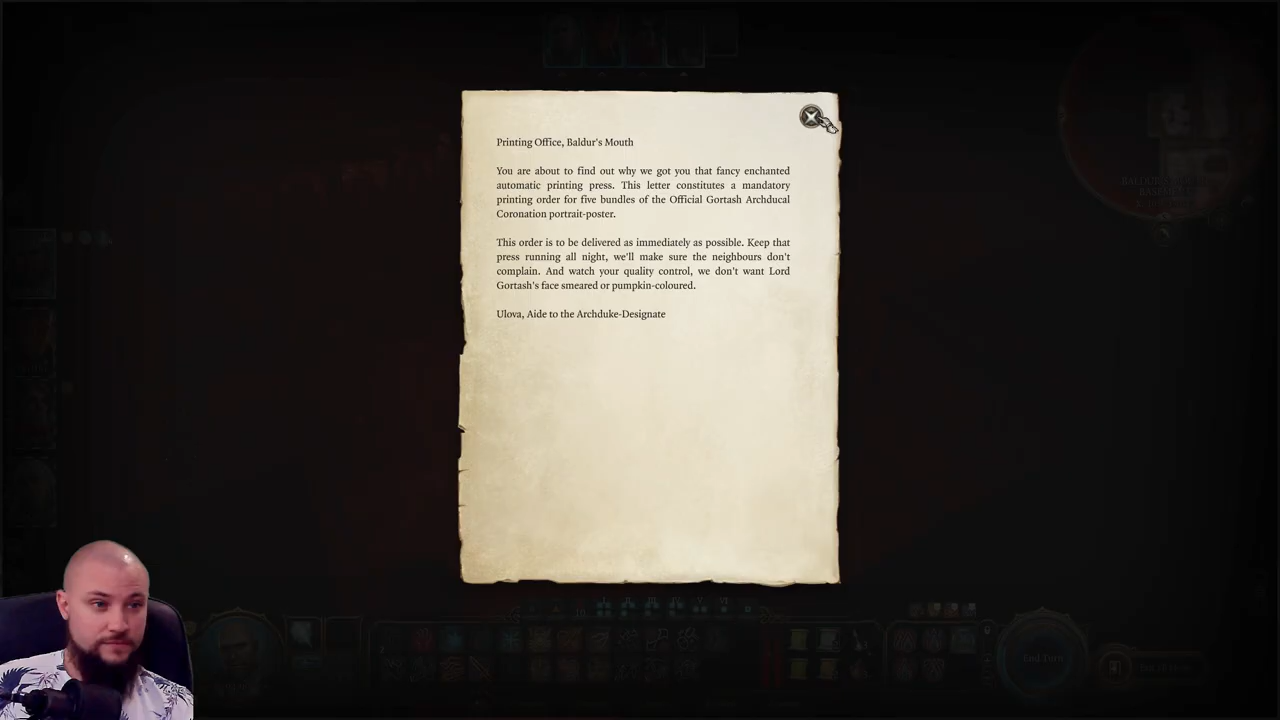 Printing Office, Baldur's Mouth
You are about to find out why we got you that fancy enchanted
automatic printing press. This letter constitutes a mandatory
printing order for five bundles of the Official Gortash Archducal
Coronation portrait-poster.
This order is to be delivered as immediately as possible. Keep that
press running all night, we'll make sure the neighbours don't
complain. And watch your quality control, we don't want Lord
Gortash's face smeared or pumpkin-coloured.
Ulova, Aide to the Archduke-Designate
End Turn